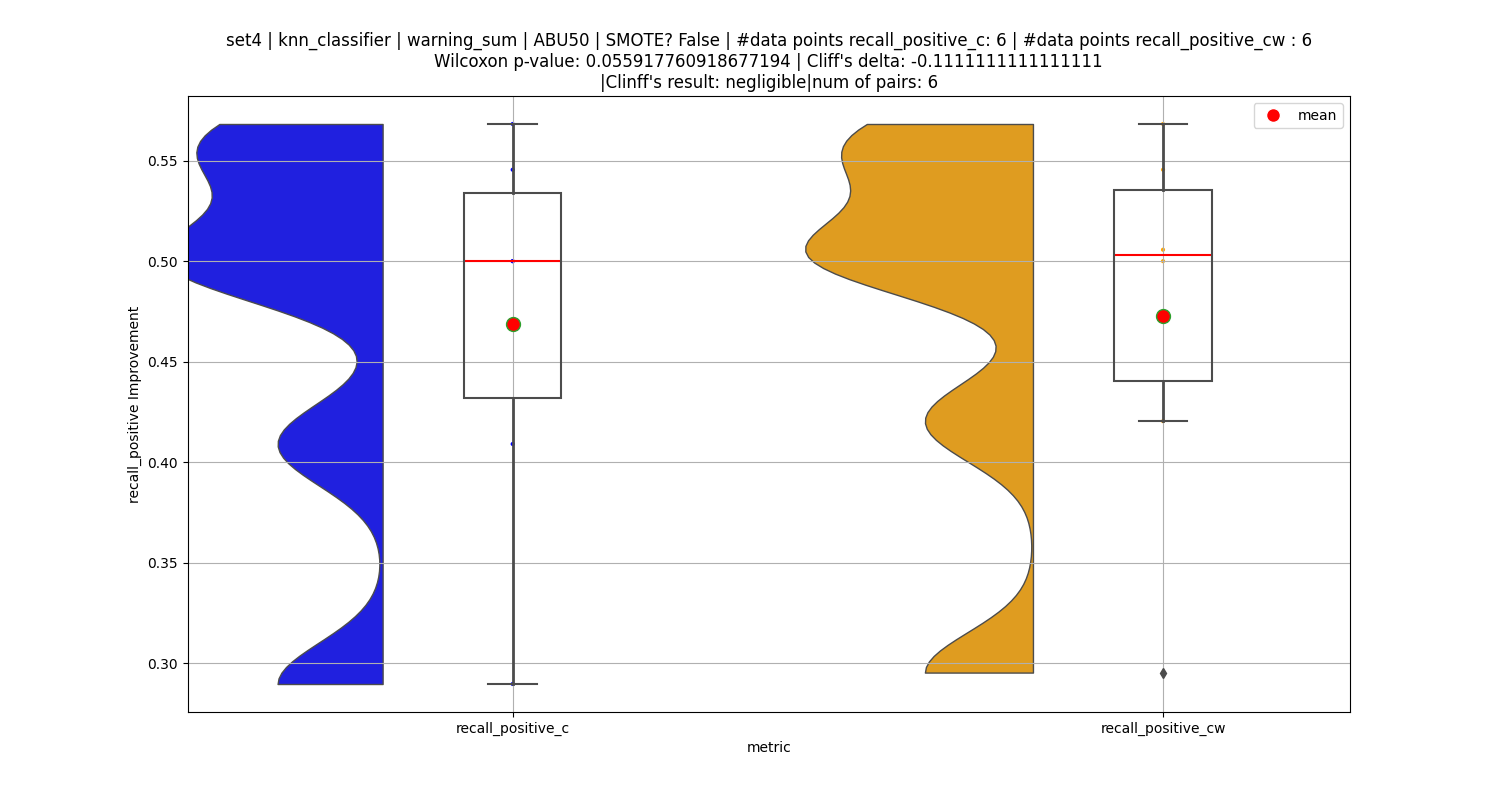 set4 | knn_classifier | warning_sum | ABU50 | SMOTE? False | #data points recall_positive_c: 6 | #data points recall_positive_cw : 6
Wilcoxon p-value: 0.055917760918677194 | Cliff's delta: -0.1111111111111111
|Clinff's result: negligible|num of pairs: 6
mean
0.55
0.50
0.45
0.40
0.35
0.30
recall_positive Improvement
recall_positive_c
recall_positive_cw
metric